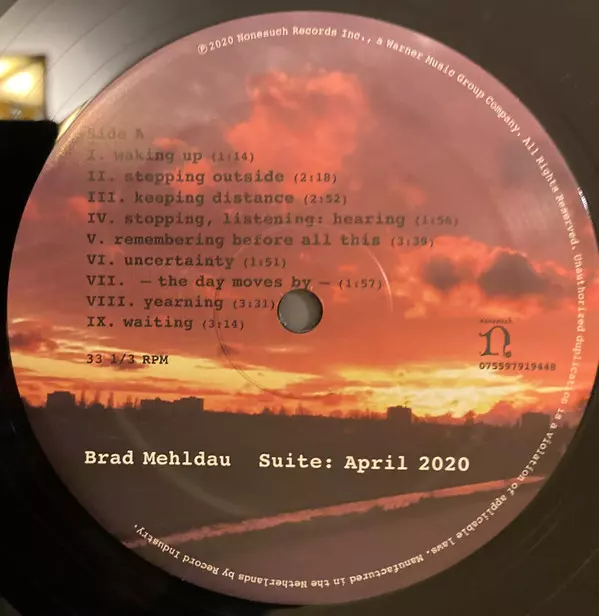 ℗2020 Nonesuch Records Inc., a Warner Music Group Company. All Rights Reserved. Unauthorized duplication is a violation of applicable laws. Manufactured in the Netherlands by Record Industry.
Side A
I. waking up (1:14)
II. stepping outside (2:18)
III. keeping distance (2:52)
IV. stopping, listening: hearing (1:56)
V. remembering before all this (3:39)
VI. uncertainty (1:51)
VII. — the day moves by — (1:57)
VIII. yearning (3:31)
IX. waiting (3:14)
33 1/3 RPM
nonesuch
n
075597919448
Brad Mehldau Suite: April 2020